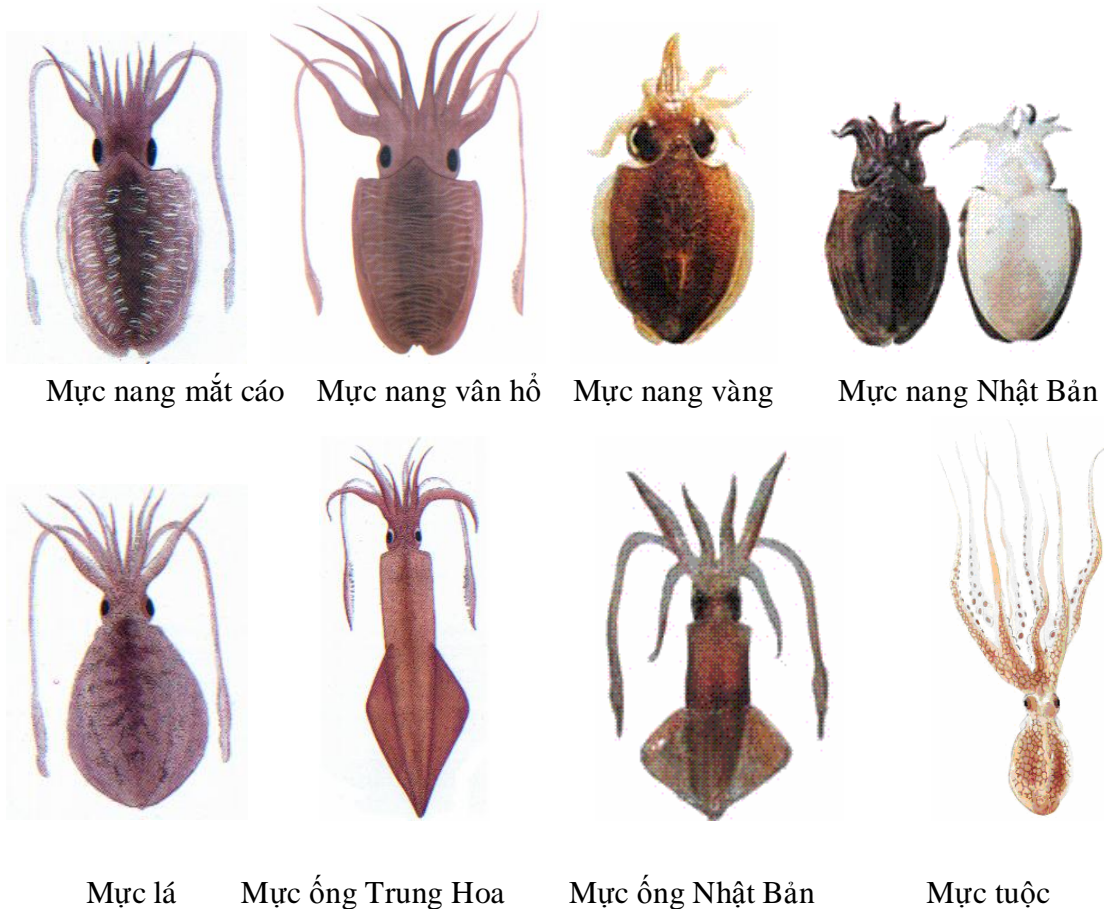 Mực nang mắt cáo Mực nang vân hổ Mực nang vàng Mực nang Nhật Bản
Mực lá Mực ống Trung Hoa Mực ống Nhật Bản Mực tuộc